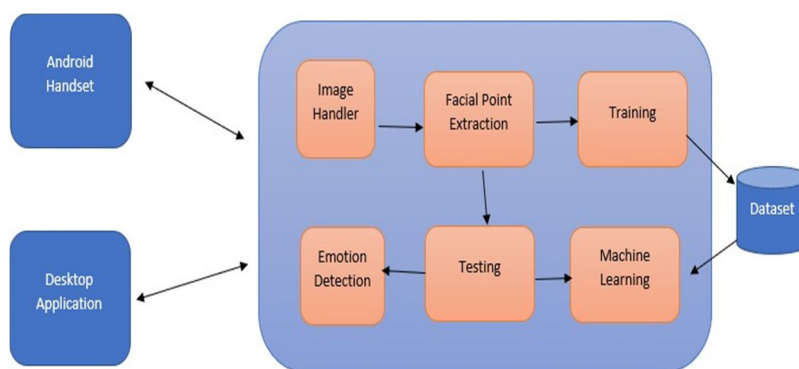 Android
Handset
Image
Handler
Facial Point
Extraction
Training
Dataset
Desktop
Application
Emotion
Detection
Testing
Machine
Learning